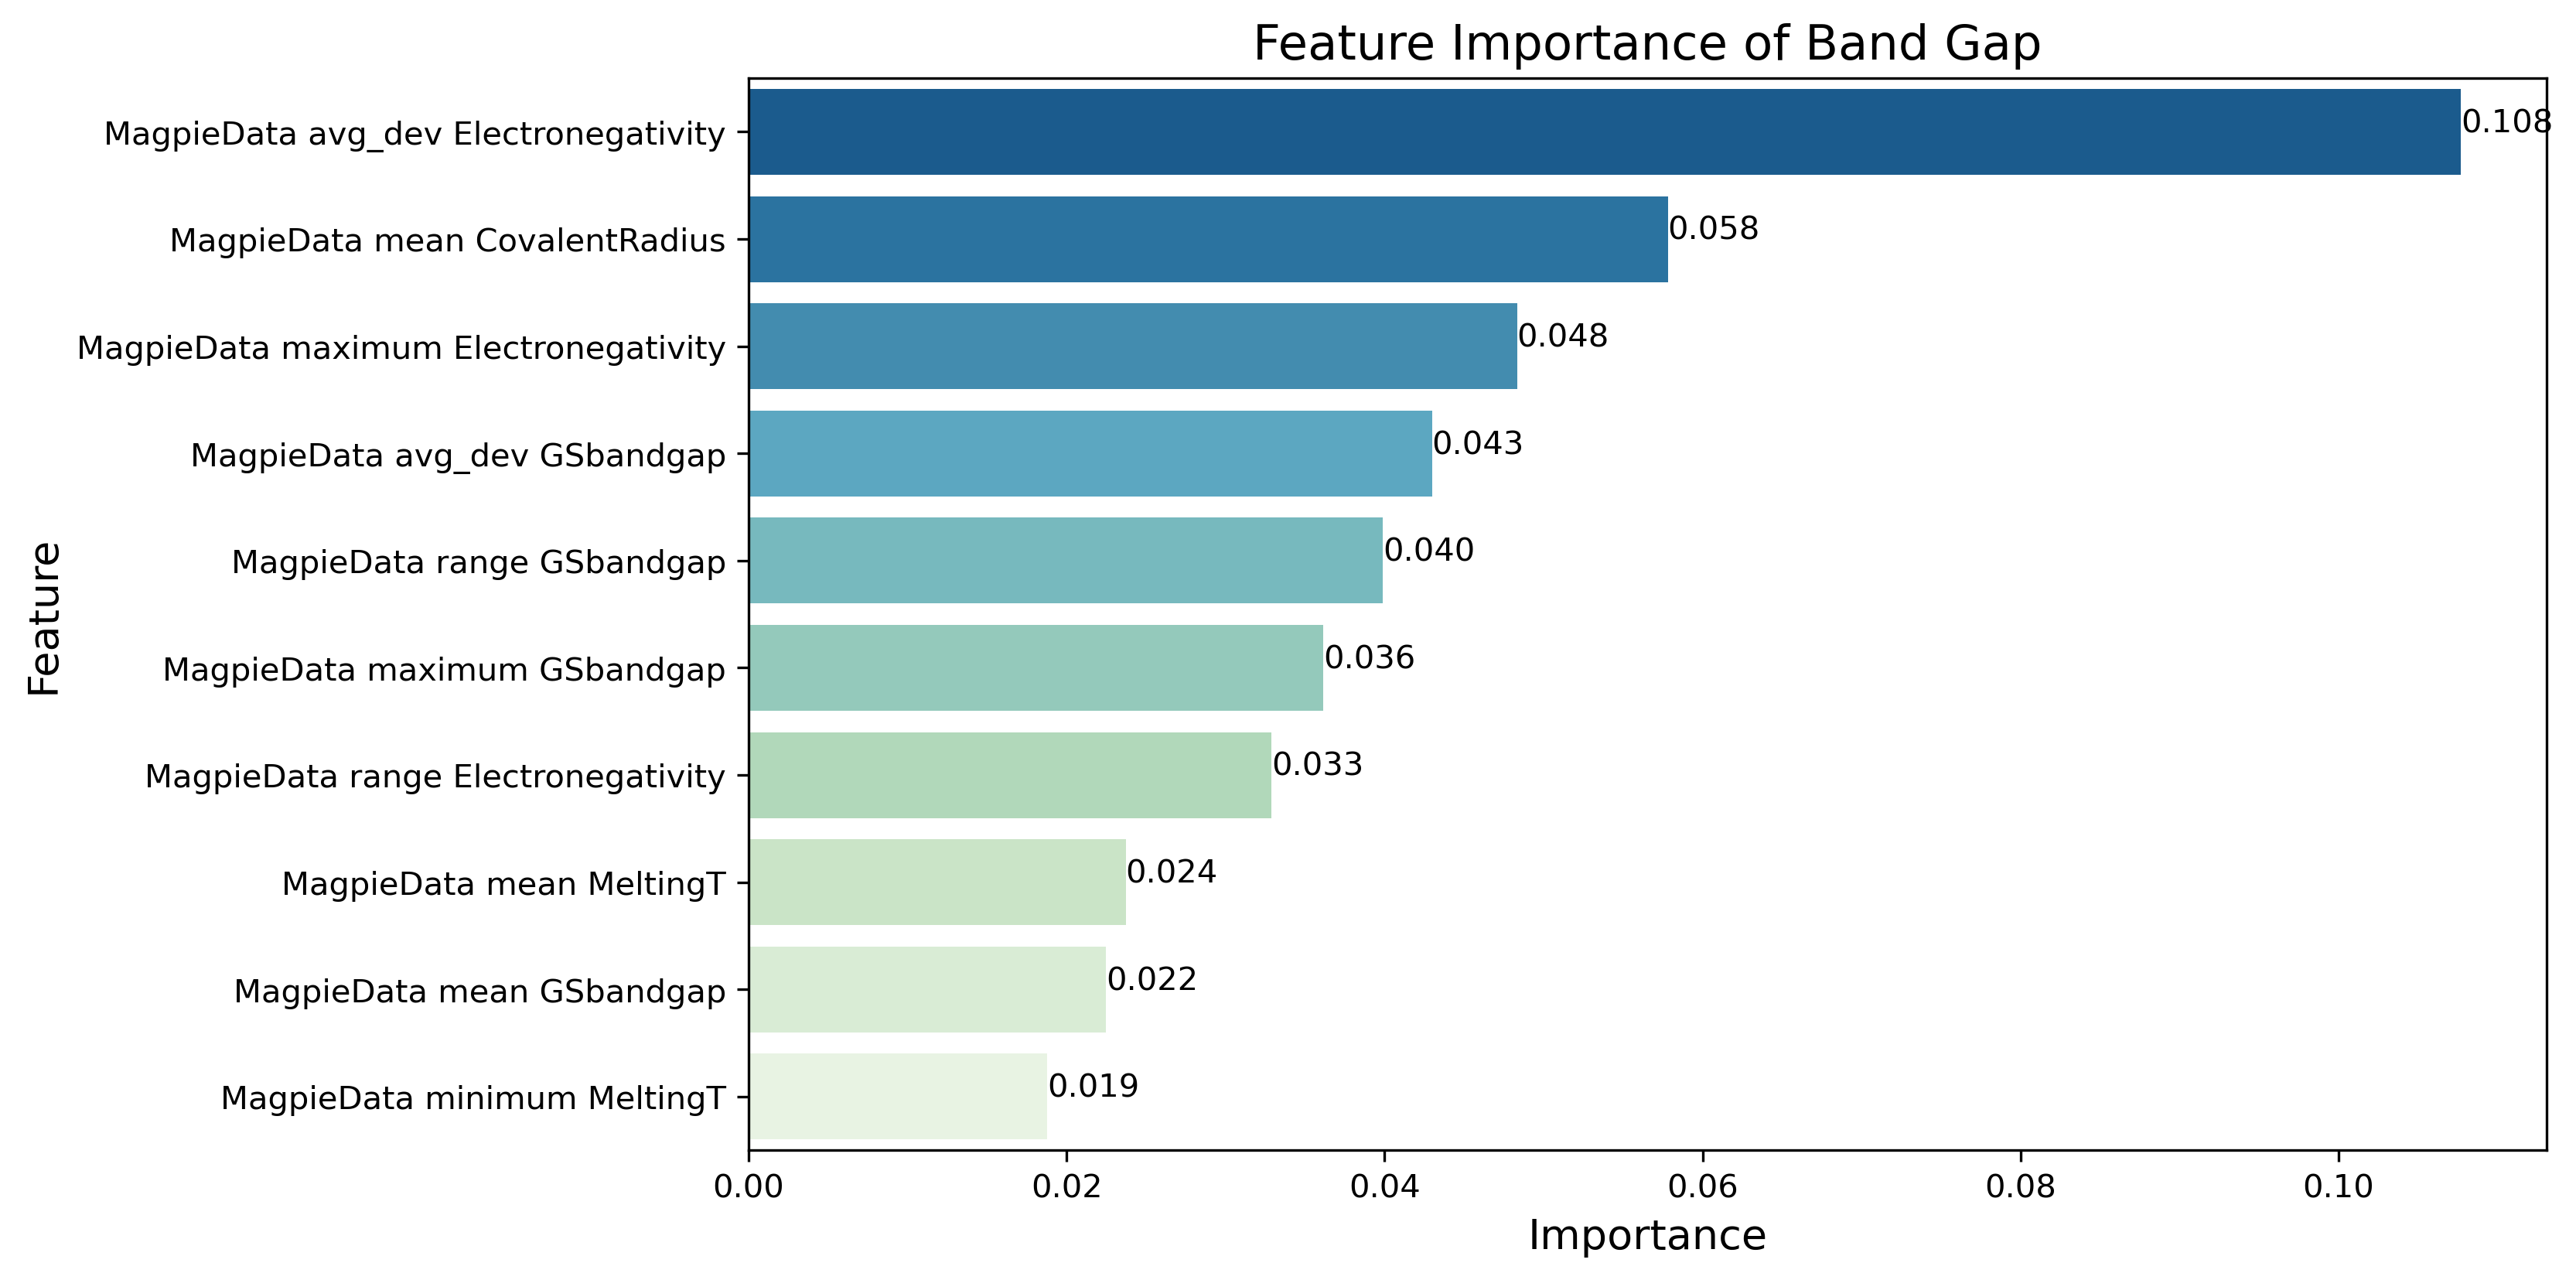 Feature Importance of Band Gap
Feature
MagpieData avg_dev Electronegativity
0.108
MagpieData mean CovalentRadius
0.058
MagpieData maximum Electronegativity
0.048
MagpieData avg_dev GSbandgap
0.043
MagpieData range GSbandgap
0.040
MagpieData maximum GSbandgap
0.036
MagpieData range Electronegativity
0.033
MagpieData mean MeltingT
0.024
MagpieData mean GSbandgap
0.022
MagpieData minimum MeltingT
0.019
0.00 0.02 0.04 0.06 0.08 0.10
Importance